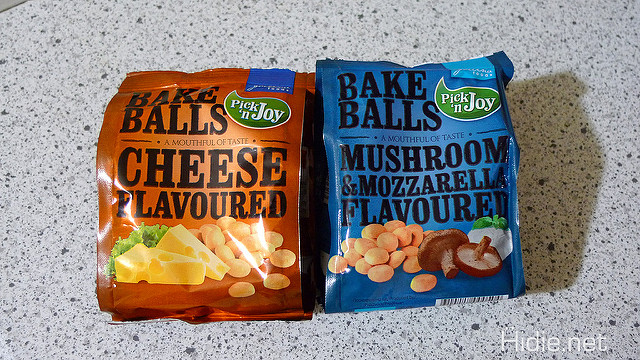 BAKE
BALLS
Pick
'n Joy
• A MOUTHFUL OF TASTE •
CHEESE
FLAVOURED
BAKE
BALLS
Pick
'n Joy
• A MOUTHFUL OF TASTE •
MUSHROOM
&MOZZARELLA
FLAVOURED
Hidie.net